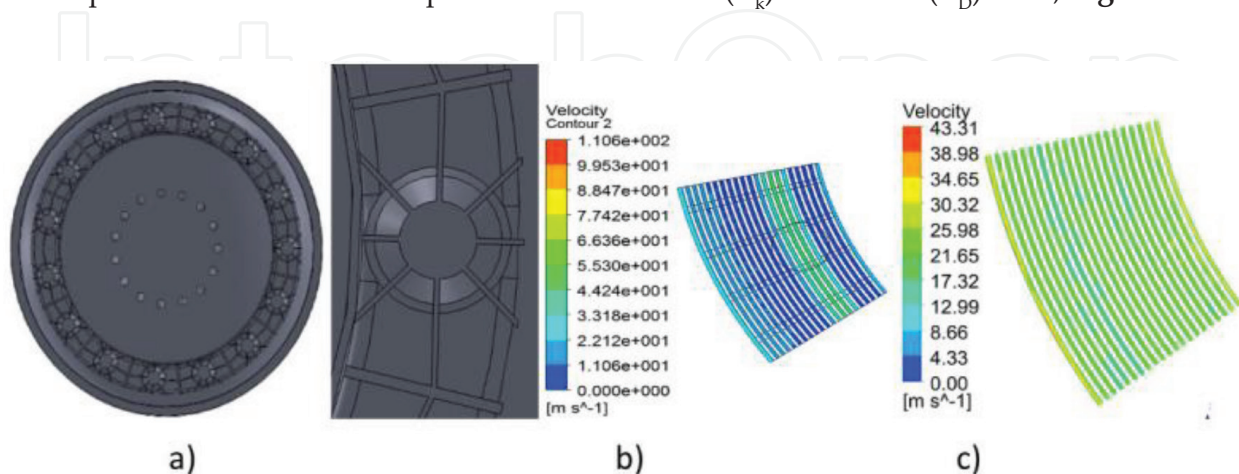 (k) (D)
Velocity
Contour 2
1.106e+002
9.953e+001
8.847e+001
7.742e+001
6.636e+001
5.530e+001
4.424e+001
3.318e+001
2.212e+001
1.106e+001
0.000e+000
[m s^-1]
Velocity
43.31
38.98
34.65
30.32
25.98
21.65
17.32
12.99
8.66
4.33
0.00
[m s^-1]
a) b) c)